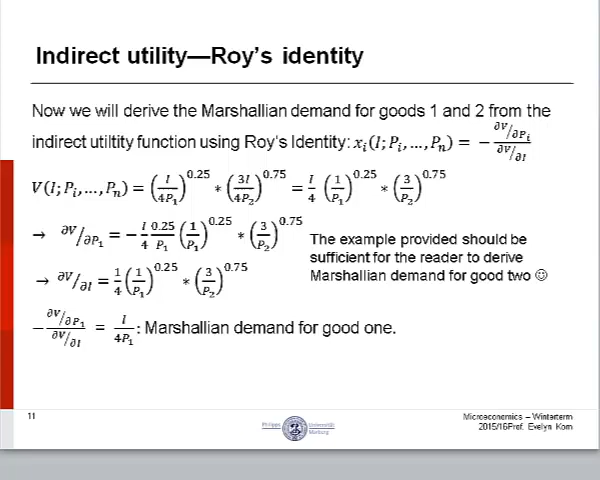 Indirect utility—Roy's identity
Now we will derive the Marshallian demand for goods 1 and 2 from the
indirect utiltity function using Roy's Identity: x_i(I; P_i, ..., P_n) = − (∂V/∂P_i)/(∂V/∂I)
V(I; P_i, ..., P_n) = (I/4P_1)^0.25 * (3I/4P_2)^0.75 = I/4 (1/P_1)^0.25 * (3/P_2)^0.75
→ ∂V/∂P_1 = − I/4 0.25/P_1 (1/P_1)^0.25 * (3/P_2)^0.75
→ ∂V/∂I = 1/4 (1/P_1)^0.25 * (3/P_2)^0.75
The example provided should be
sufficient for the reader to derive
Marshallian demand for good two ☺
− (∂V/∂P_1)/(∂V/∂I) = I/4P_1: Marshallian demand for good one.
11
Philipps
Universität
Marburg
Microeconomics – Winterterm
2015/16Prof. Evelyn Korn